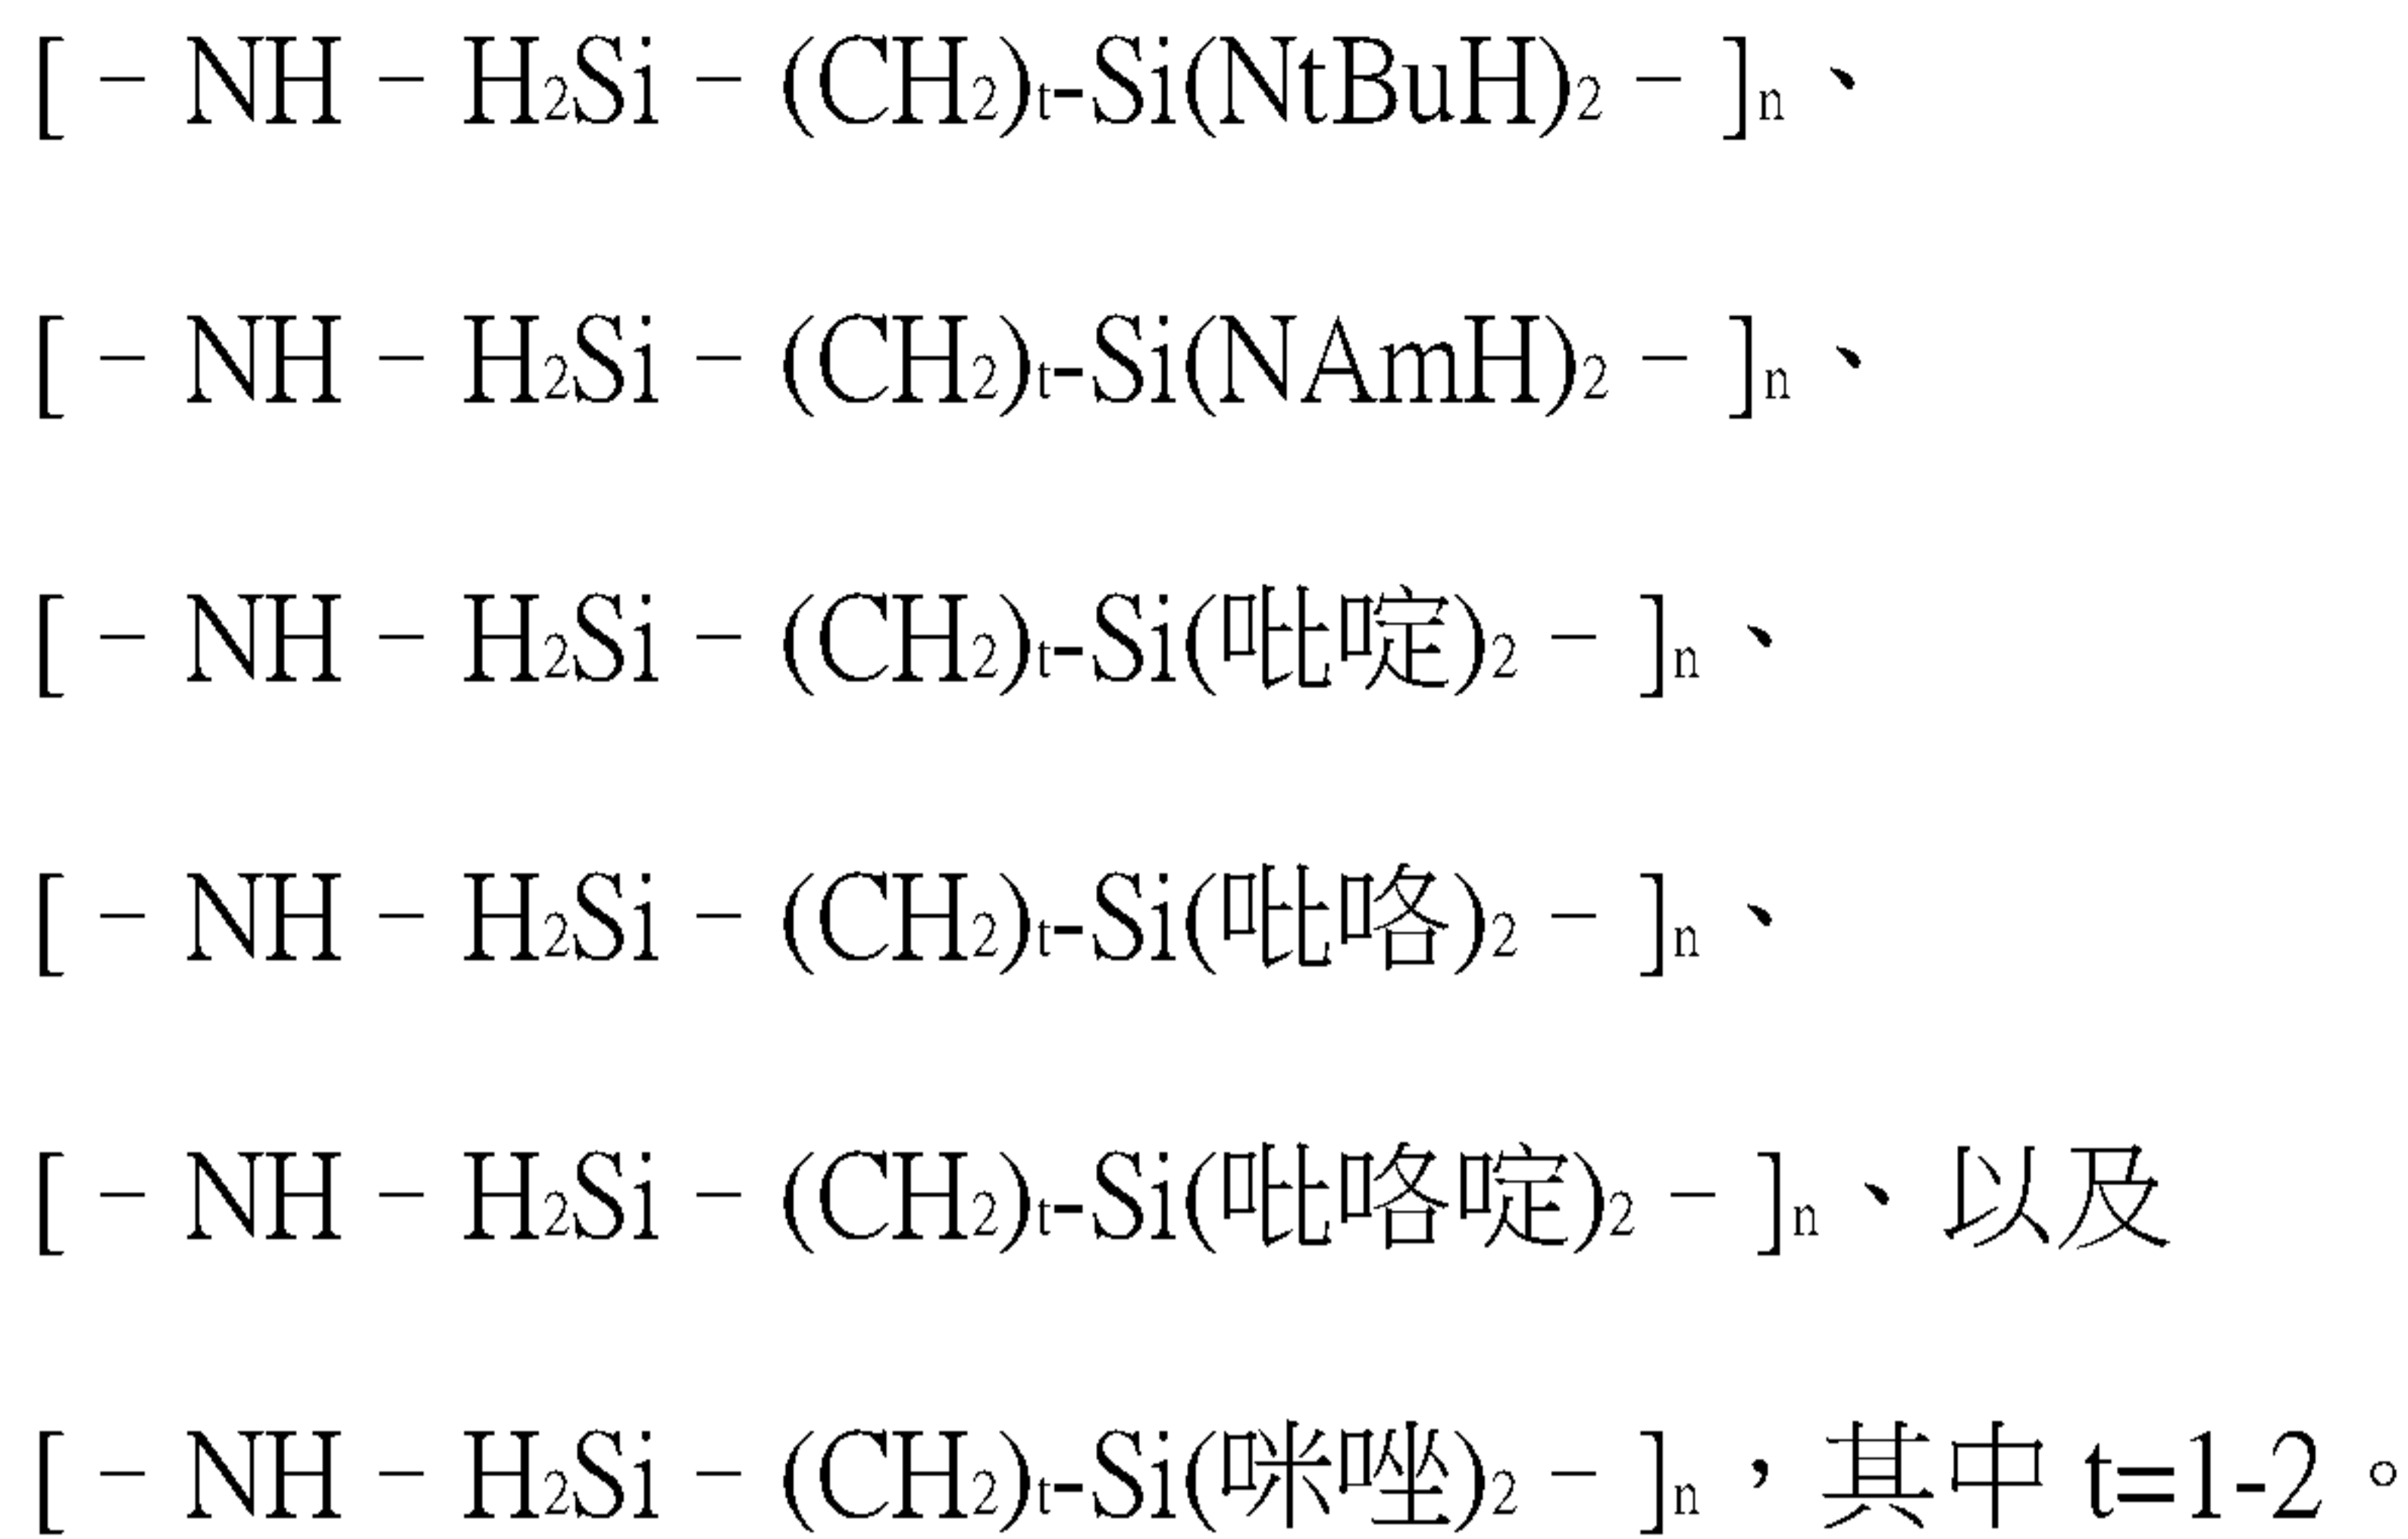 [－NH－H₂Si－(CH₂)ₜ-Si(NtBuH)₂－]ₙ、
[－NH－H₂Si－(CH₂)ₜ-Si(NAmH)₂－]ₙ、
[－NH－H₂Si－(CH₂)ₜ-Si(吡啶)₂－]ₙ、
[－NH－H₂Si－(CH₂)ₜ-Si(吡咯)₂－]ₙ、
[－NH－H₂Si－(CH₂)ₜ-Si(吡咯啶)₂－]ₙ、以及
[－NH－H₂Si－(CH₂)ₜ-Si(咪唑)₂－]ₙ，其中 t=1-2。